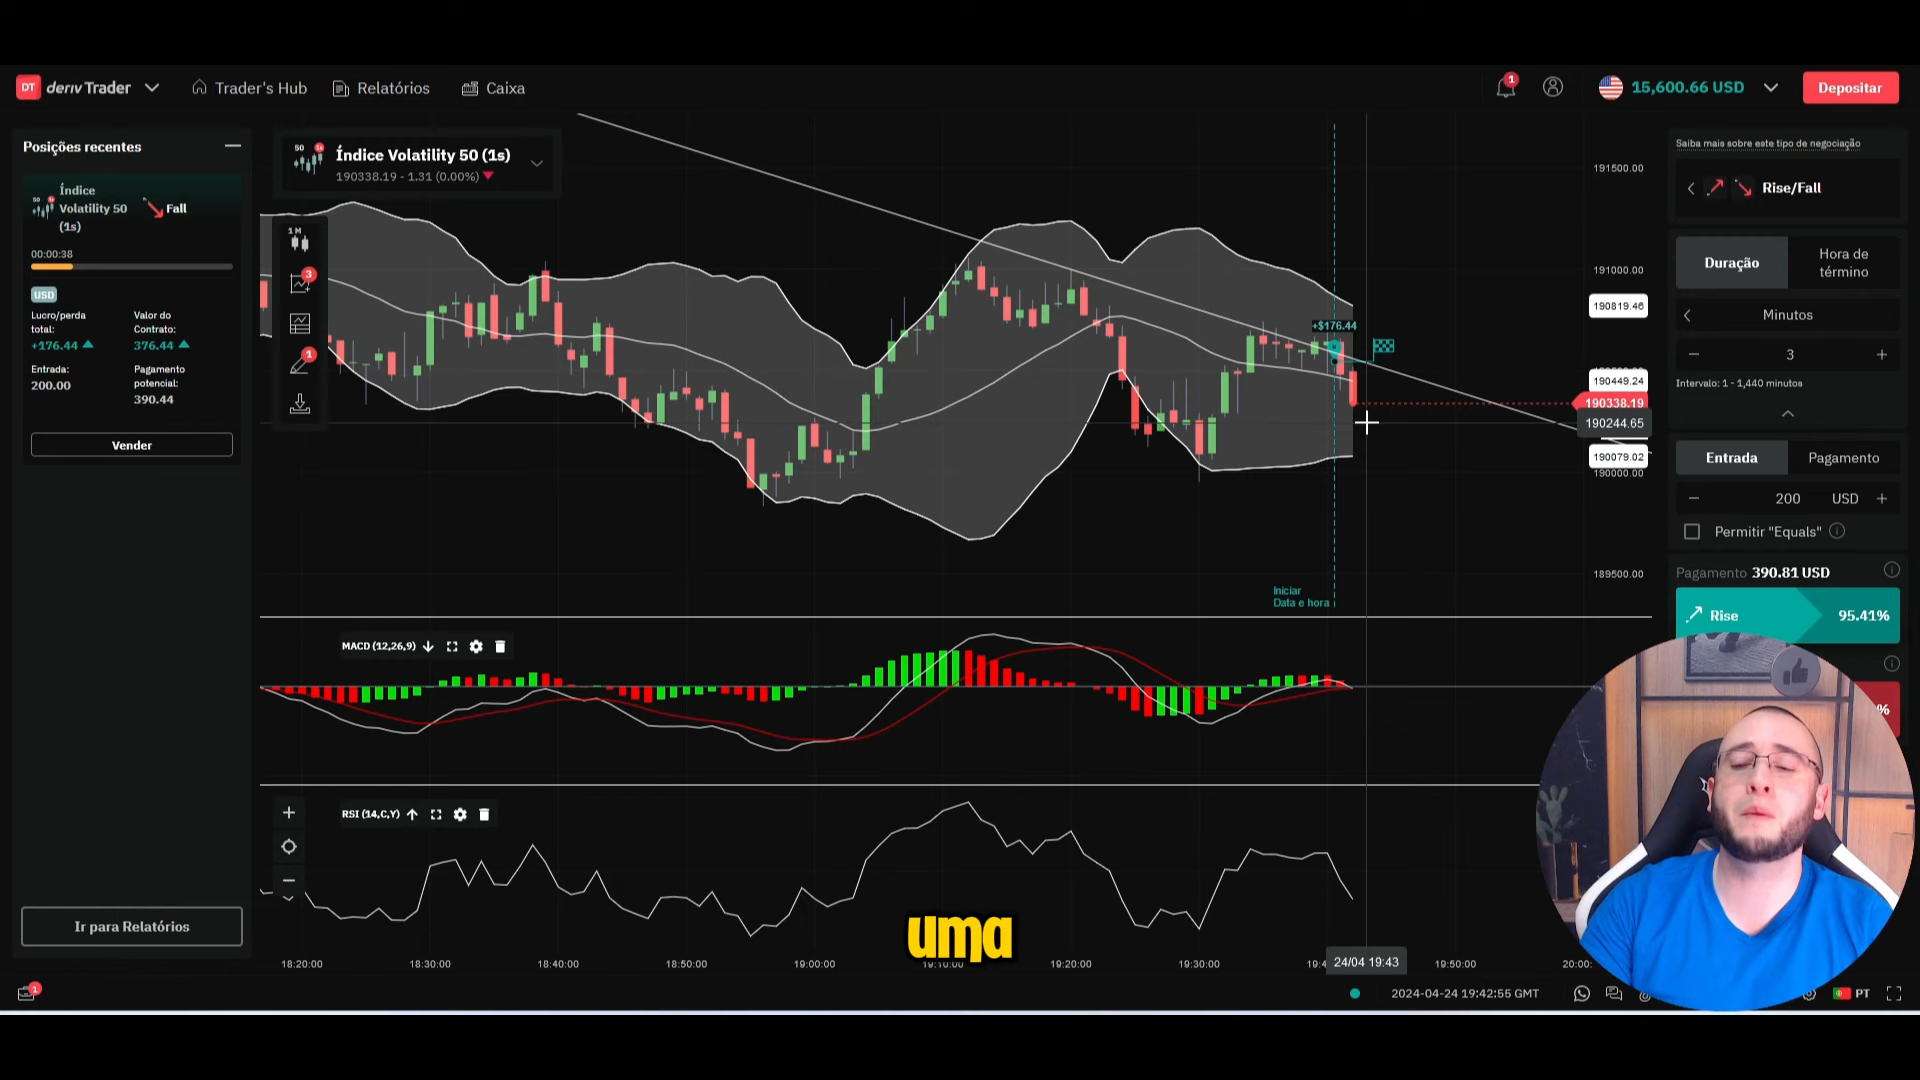 DT deriv Trader
Trader's Hub
Relatórios
Caixa
1
15,600.66 USD
Depositar
Posições recentes
Índice
Volatility 50
(1s)
Fall
00:00:38
USD
Lucro/perda
total:
+176.44
Valor do
Contrato:
376.44
Entrada:
200.00
Pagamento
potencial:
390.44
Vender
Ir para Relatórios
1
50 1s
Índice Volatility 50 (1s)
190338.19 - 1.31 (0.00%)
1M
3
1
+$176.44
Iniciar
Data e hora
191500.00
191000.00
190819.46
190449.24
190338.19
190244.65
190079.02
190000.00
189500.00
MACD (12,26,9)
RSI (14,C,Y)
uma
18:20:00
18:30:00
18:40:00
18:50:00
19:00:00
19:10:00
19:20:00
19:30:00
19:4
24/04 19:43
19:50:00
20:00:
2024-04-24 19:42:55 GMT
PT
Saiba mais sobre este tipo de negociação
Rise/Fall
Duração
Hora de
término
Minutos
3
Intervalo: 1 - 1,440 minutos
Entrada
Pagamento
200 USD
Permitir "Equals"
Pagamento 390.81 USD
Rise 95.41%
%